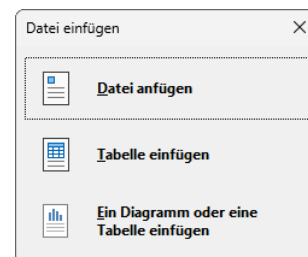 Datei einfügen
Datei anfügen
Tabelle einfügen
Ein Diagramm oder eine
Tabelle einfügen